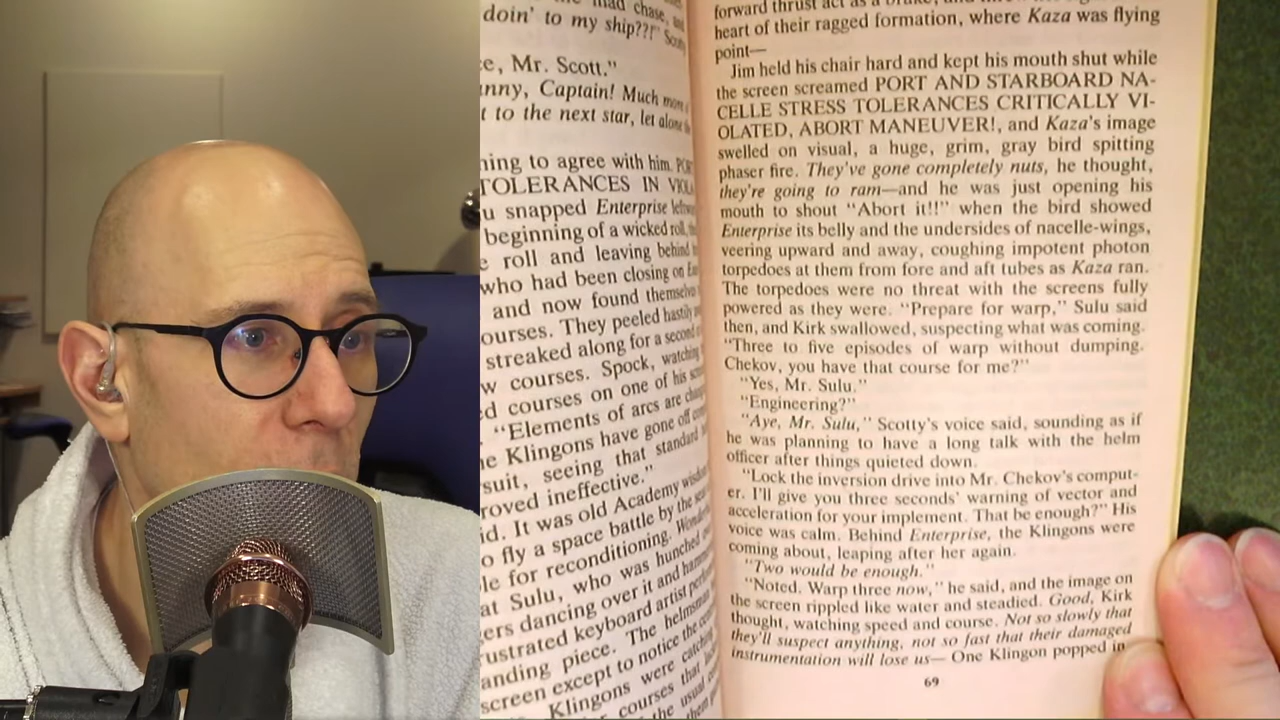 doin' to my ship??!" Scotty
e, Mr. Scott."
nny, Captain! Much more
t to the next star, let alone the
ning to agree with him. POR
TOLERANCES IN VIOLA
u snapped Enterprise leftw
beginning of a wicked roll, th
e roll and leaving behind
who had been closing on En
and now found themselve
ourses. They peeled hastily
streaked along for a second
w courses. Spock, watching
ed courses on one of his
"Elements of arcs are
he Klingons have gone off
suit, seeing that standard
roved ineffective."
id. It was old Academy wisdom
o fly a space battle by the
le for reconditioning.
at Sulu, who was hunched
ers dancing over it and
ustrated keyboard artist
anding piece. The helmsman
screen except to notice the
Klingons were catching
courses that
the usual
forward thrust act as a brake, and
heart of their ragged formation, where Kaza was flying
point—
Jim held his chair hard and kept his mouth shut while
the screen screamed PORT AND STARBOARD NA-
CELLE STRESS TOLERANCES CRITICALLY VI-
OLATED, ABORT MANEUVER!, and Kaza's image
swelled on visual, a huge, grim, gray bird spitting
phaser fire. They've gone completely nuts, he thought,
they're going to ram—and he was just opening his
mouth to shout "Abort it!!" when the bird showed
Enterprise its belly and the undersides of nacelle-wings,
veering upward and away, coughing impotent photon
torpedoes at them from fore and aft tubes as Kaza ran.
The torpedoes were no threat with the screens fully
powered as they were. "Prepare for warp," Sulu said
then, and Kirk swallowed, suspecting what was coming.
"Three to five episodes of warp without dumping.
Chekov, you have that course for me?"
"Yes, Mr. Sulu."
"Engineering?"
"Aye, Mr. Sulu," Scotty's voice said, sounding as if
he was planning to have a long talk with the helm
officer after things quieted down.
"Lock the inversion drive into Mr. Chekov's comput-
er. I'll give you three seconds' warning of vector and
acceleration for your implement. That be enough?" His
voice was calm. Behind Enterprise, the Klingons were
coming about, leaping after her again.
"Two would be enough."
"Noted. Warp three now," he said, and the image on
the screen rippled like water and steadied. Good, Kirk
thought, watching speed and course. Not so slowly that
they'll suspect anything, not so fast that their damaged
instrumentation will lose us— One Klingon popped in
69